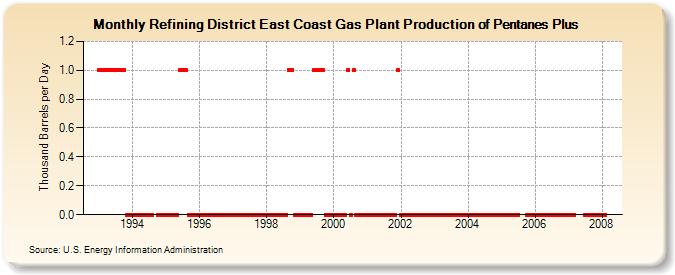 Monthly Refining District East Coast Gas Plant Production of Pentanes Plus
Thousand Barrels per Day
1.2
1.0
0.8
0.6
0.4
0.2
0.0
1994 1996 1998 2000 2002 2004 2006 2008
Source: U.S. Energy Information Administration